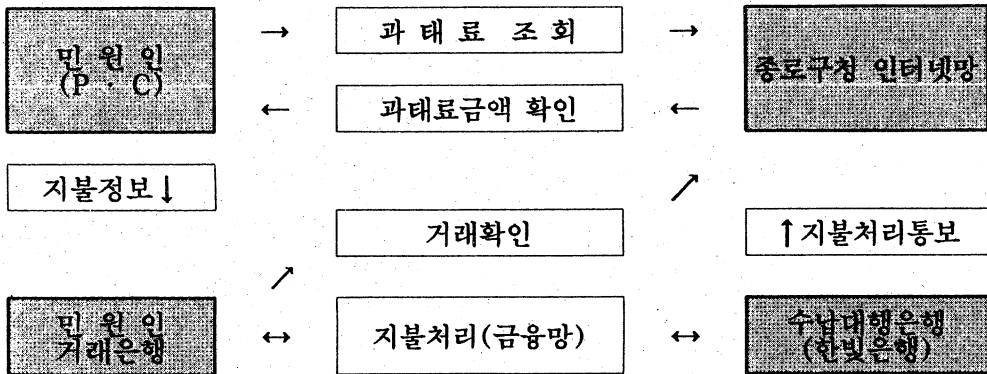 민 원 인
(P · C)
→ 과 태 료 조 회 →
종로구청 인터넷망
← 과태료금액 확인 ←
지불정보↓
↗
거래확인
↑지불처리통보
↗
민 원 인
거래은행
↔ 지불처리(금융망) ↔
수납대행은행
(한빛은행)